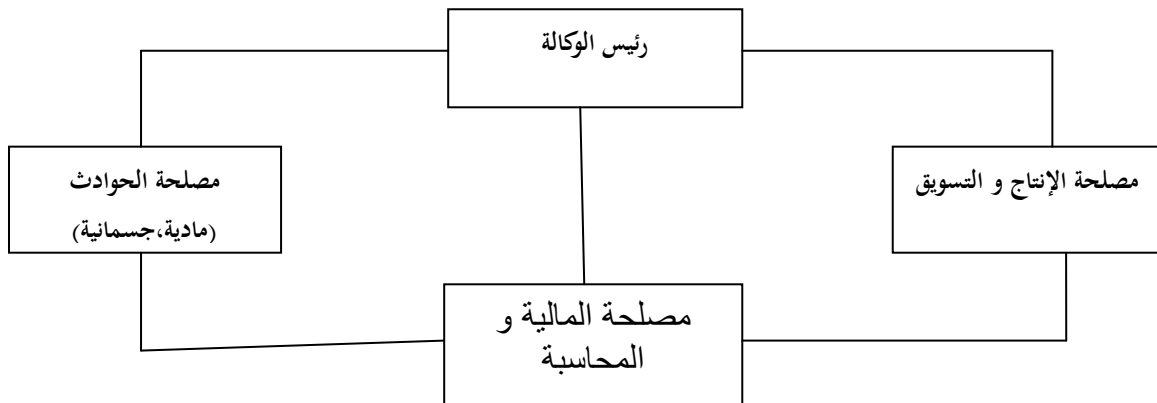 رئيس الوكالة
مصلحة الإنتاج و التسويق
مصلحة الحوادث
(مادية،جسمانية)
مصلحة المالية و
المحاسبة